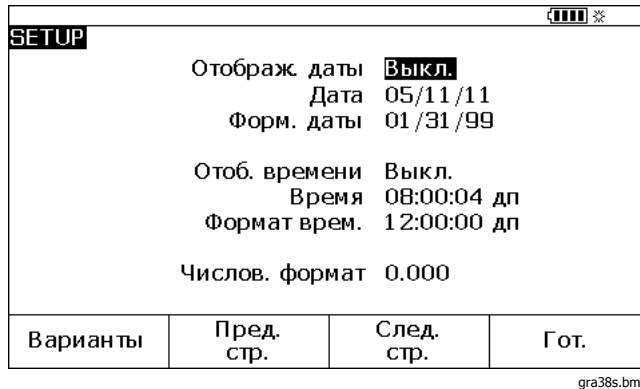 SETUP
Отображ. даты Выкл.
Дата 05/11/11
Форм. даты 01/31/99
Отоб. времени Выкл.
Время 08:00:04 дп
Формат врем. 12:00:00 дп
Числов. формат 0.000
Варианты
Пред. стр.
След. стр.
Гот.
gra38s.bm